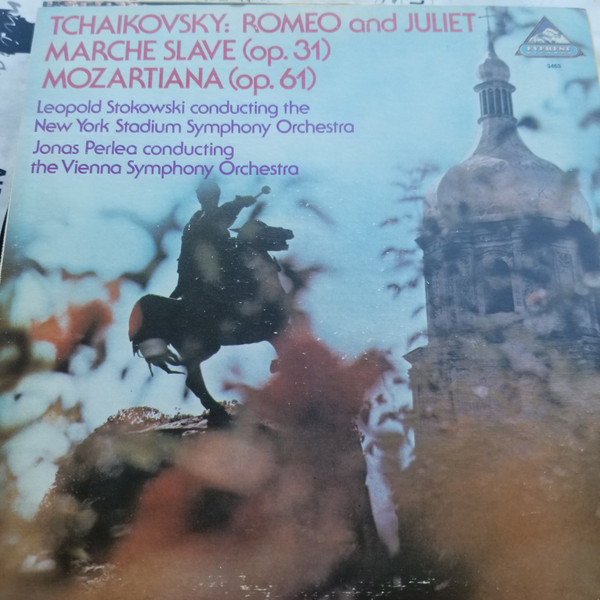 TCHAIKOVSKY: ROMEO and JULIET
MARCHE SLAVE (op. 31)
MOZARTIANA (op. 61)
Leopold Stokowski conducting the
New York Stadium Symphony Orchestra
Jonas Perlea conducting
the Vienna Symphony Orchestra
EVEREST
3463